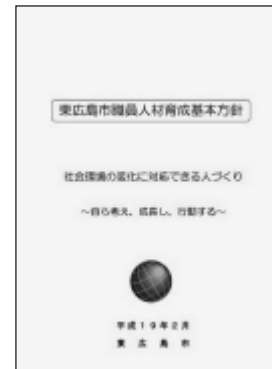 東広島市職員人材育成基本方針
社会環境の変化に対応できる人づくり
～自ら考え、成長し、行動する～
平成19年2月
東広島市